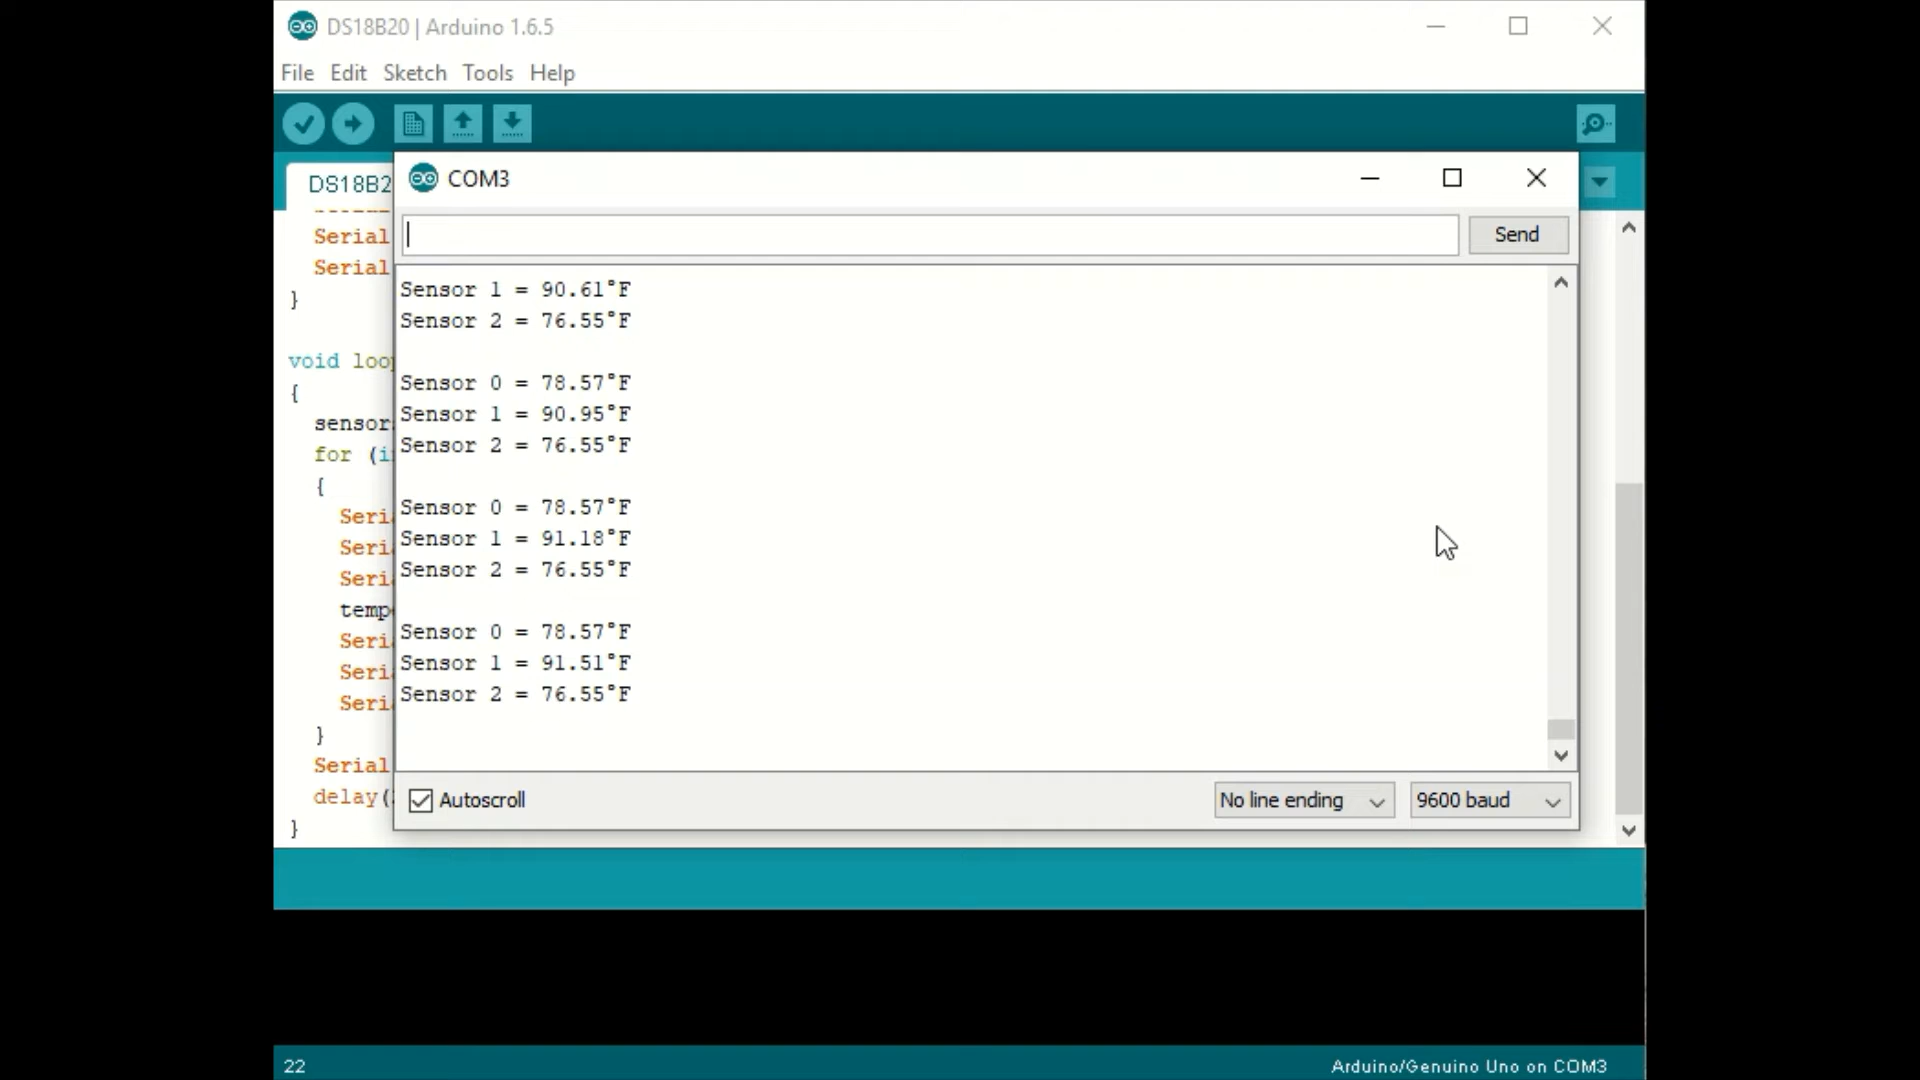 DS18B20 | Arduino 1.6.5
File Edit Sketch Tools Help
DS18B2
COM3
Send
Serial
Serial
}
void loop
{
sensors
for (i
{
Seri
Seri
Seri
temp
Seri
Seri
Seri
}
Serial
delay(
}
Sensor 1 = 90.61°F
Sensor 2 = 76.55°F
Sensor 0 = 78.57°F
Sensor 1 = 90.95°F
Sensor 2 = 76.55°F
Sensor 0 = 78.57°F
Sensor 1 = 91.18°F
Sensor 2 = 76.55°F
Sensor 0 = 78.57°F
Sensor 1 = 91.51°F
Sensor 2 = 76.55°F
Autoscroll
No line ending
9600 baud
22
Arduino/Genuino Uno on COM3